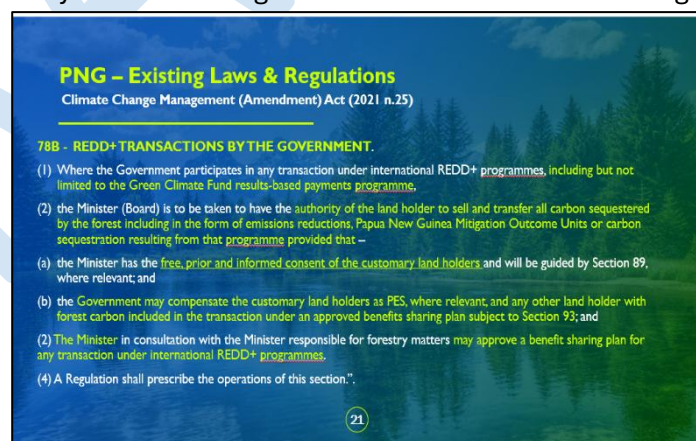 PNG – Existing Laws & Regulations
Climate Change Management (Amendment) Act (2021 n.25)
78B - REDD+ TRANSACTIONS BY THE GOVERNMENT.
(1) Where the Government participates in any transaction under international REDD+ programmes, including but not
limited to the Green Climate Fund results-based payments programme,
(2) the Minister (Board) is to be taken to have the authority of the land holder to sell and transfer all carbon sequestered
by the forest including in the form of emissions reductions, Papua New Guinea Mitigation Outcome Units or carbon
sequestration resulting from that programme provided that –
(a) the Minister has the free, prior and informed consent of the customary land holders and will be guided by Section 89,
where relevant; and
(b) the Government may compensate the customary land holders as PES, where relevant, and any other land holder with
forest carbon included in the transaction under an approved benefits sharing plan subject to Section 93; and
(2) The Minister in consultation with the Minister responsible for forestry matters may approve a benefit sharing plan for
any transaction under international REDD+ programmes.
(4) A Regulation shall prescribe the operations of this section.”.
21